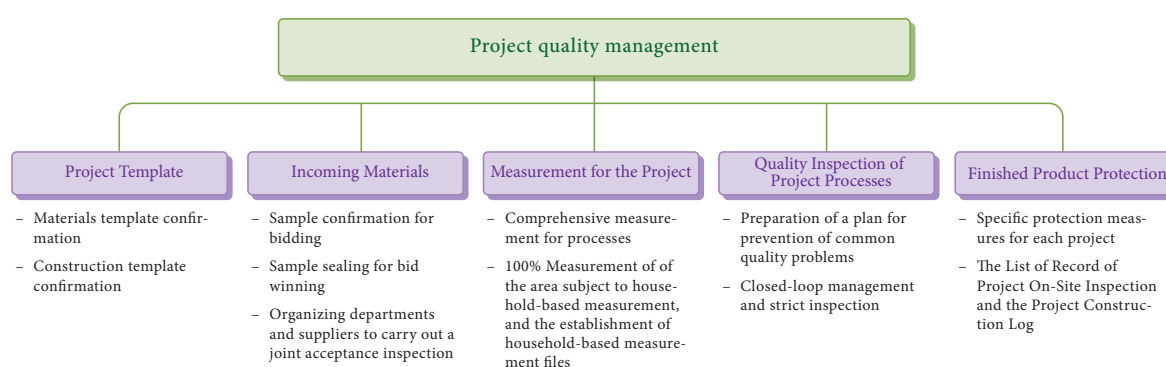 Project quality management
Project Template
– Materials template confir-
mation
– Construction template
confirmation
Incoming Materials
– Sample confirmation for
bidding
– Sample sealing for bid
winning
– Organizing departments
and suppliers to carry out a
joint acceptance inspection
Measurement for the Project
– Comprehensive measure-
ment for processes
– 100% Measurement of of
the area subject to house-
hold-based measurement,
and the establishment of
household-based measure-
ment files
Quality Inspection of
Project Processes
– Preparation of a plan for
prevention of common
quality problems
– Closed-loop management
and strict inspection
Finished Product Protection
– Specific protection meas-
ures for each project
– The List of Record of
Project On-Site Inspection
and the Project Construc-
tion Log